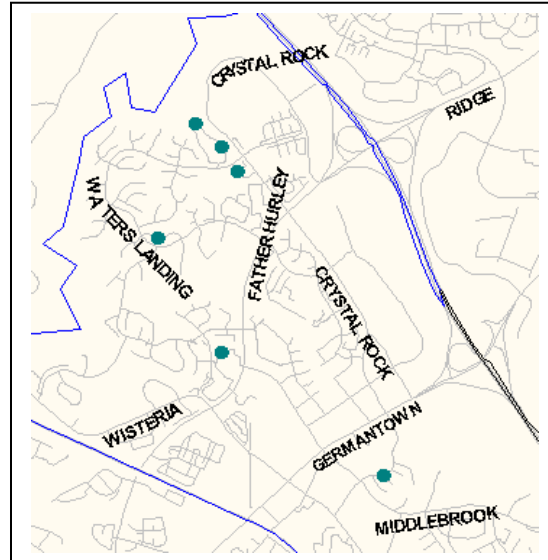 CRYSTAL ROCK
RIDGE
WATERS LANDING
FATHER HURLEY
CRYSTAL ROCK
WISTERIA
GERMANTOWN
MIDDLEBROOK